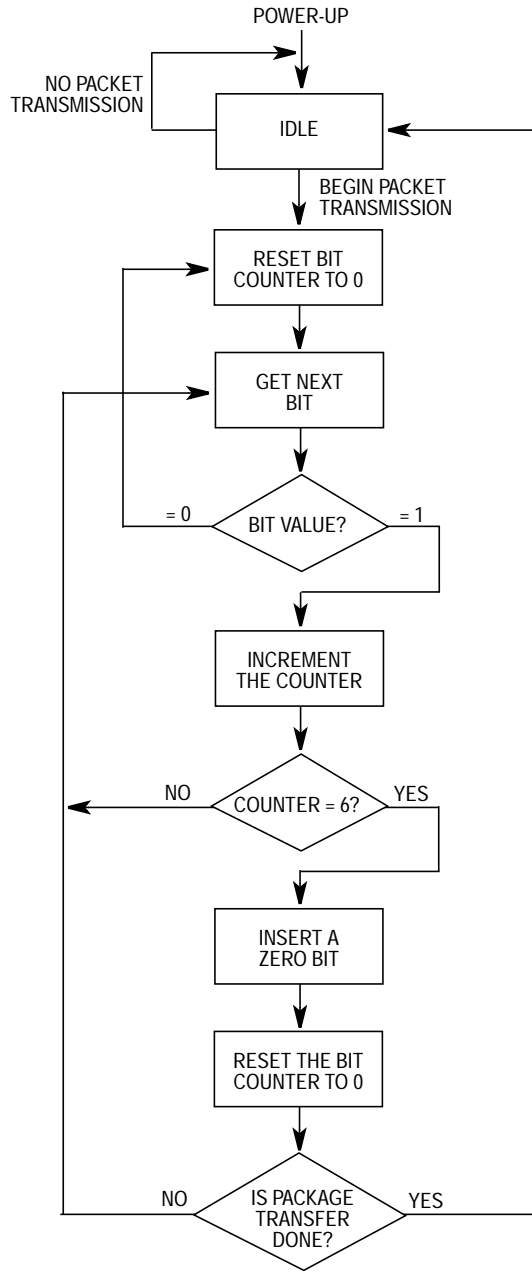 POWER-UP
NO PACKET
TRANSMISSION
IDLE
BEGIN PACKET
TRANSMISSION
RESET BIT
COUNTER TO 0
GET NEXT
BIT
= 0
BIT VALUE?
= 1
INCREMENT
THE COUNTER
NO
COUNTER = 6?
YES
INSERT A
ZERO BIT
RESET THE BIT
COUNTER TO 0
NO
IS PACKAGE
TRANSFER
DONE?
YES